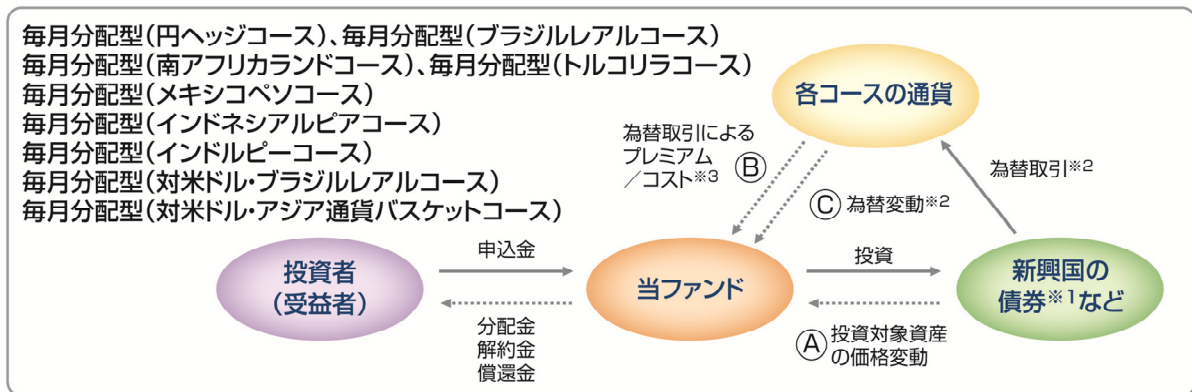 毎月分配型(円ヘッジコース)、毎月分配型(ブラジルレアルコース)
毎月分配型(南アフリカランドコース)、毎月分配型(トルコリラコース)
毎月分配型(メキシコペソコース)
毎月分配型(インドネシアルピアコース)
毎月分配型(インドルピーコース)
毎月分配型(対米ドル・ブラジルレアルコース)
毎月分配型(対米ドル・アジア通貨バスケットコース)
各コースの通貨
為替取引による
プレミアム
/コスト※3
Ⓑ
為替取引※2
Ⓒ 為替変動※2
投資者
(受益者)
申込金
分配金
解約金
償還金
当ファンド
投資
Ⓐ 投資対象資産
の価格変動
新興国の
債券※1など